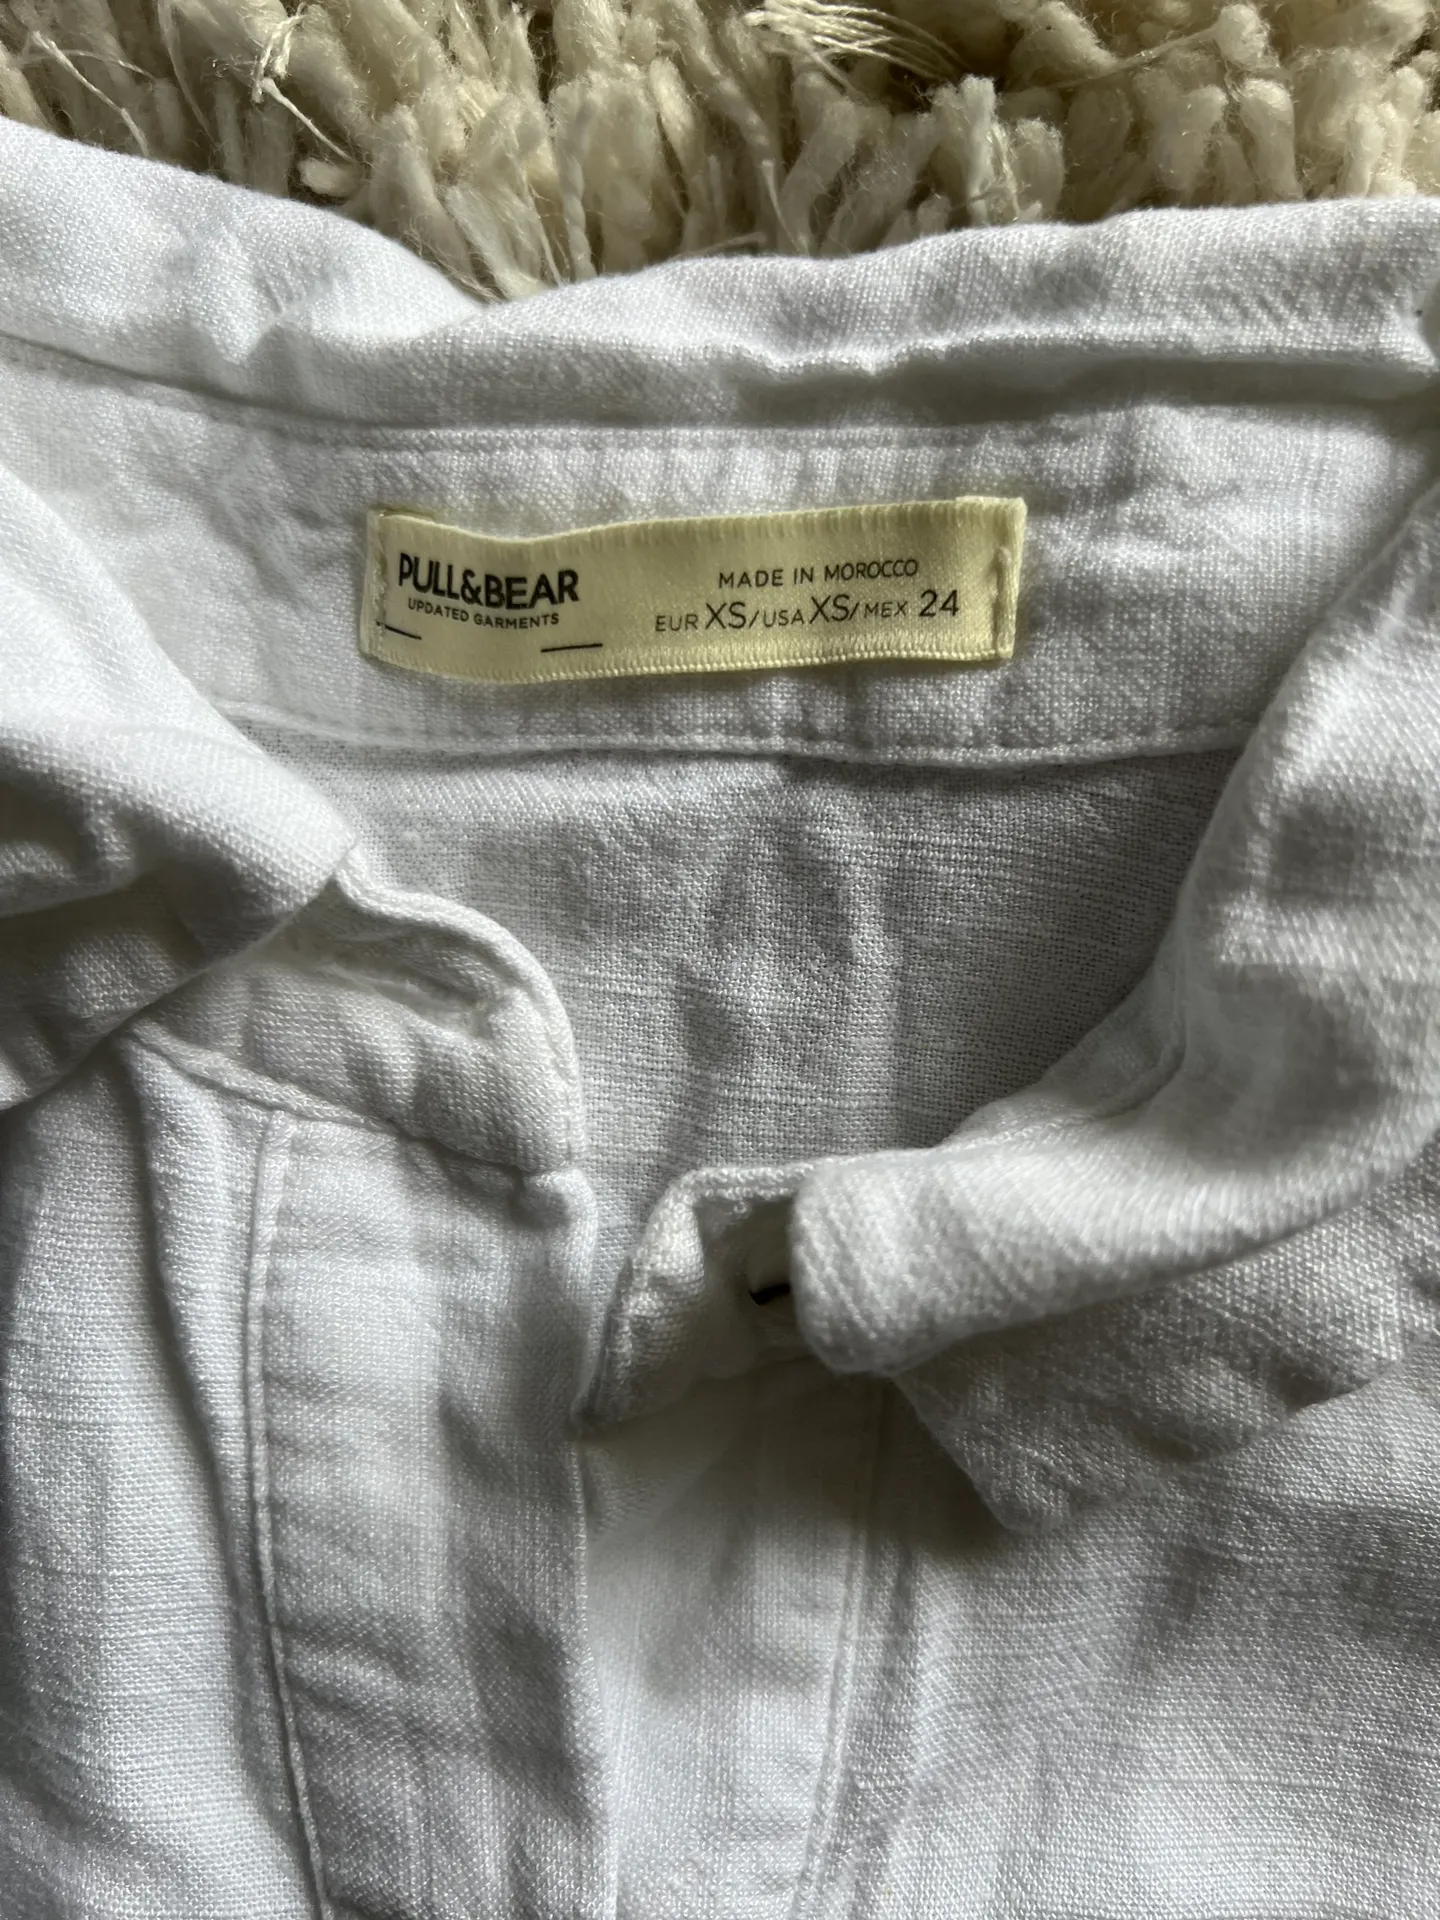 PULL&BEAR
UPDATED GARMENTS
MADE IN MOROCCO
EUR XS/USA XS/MEX 24